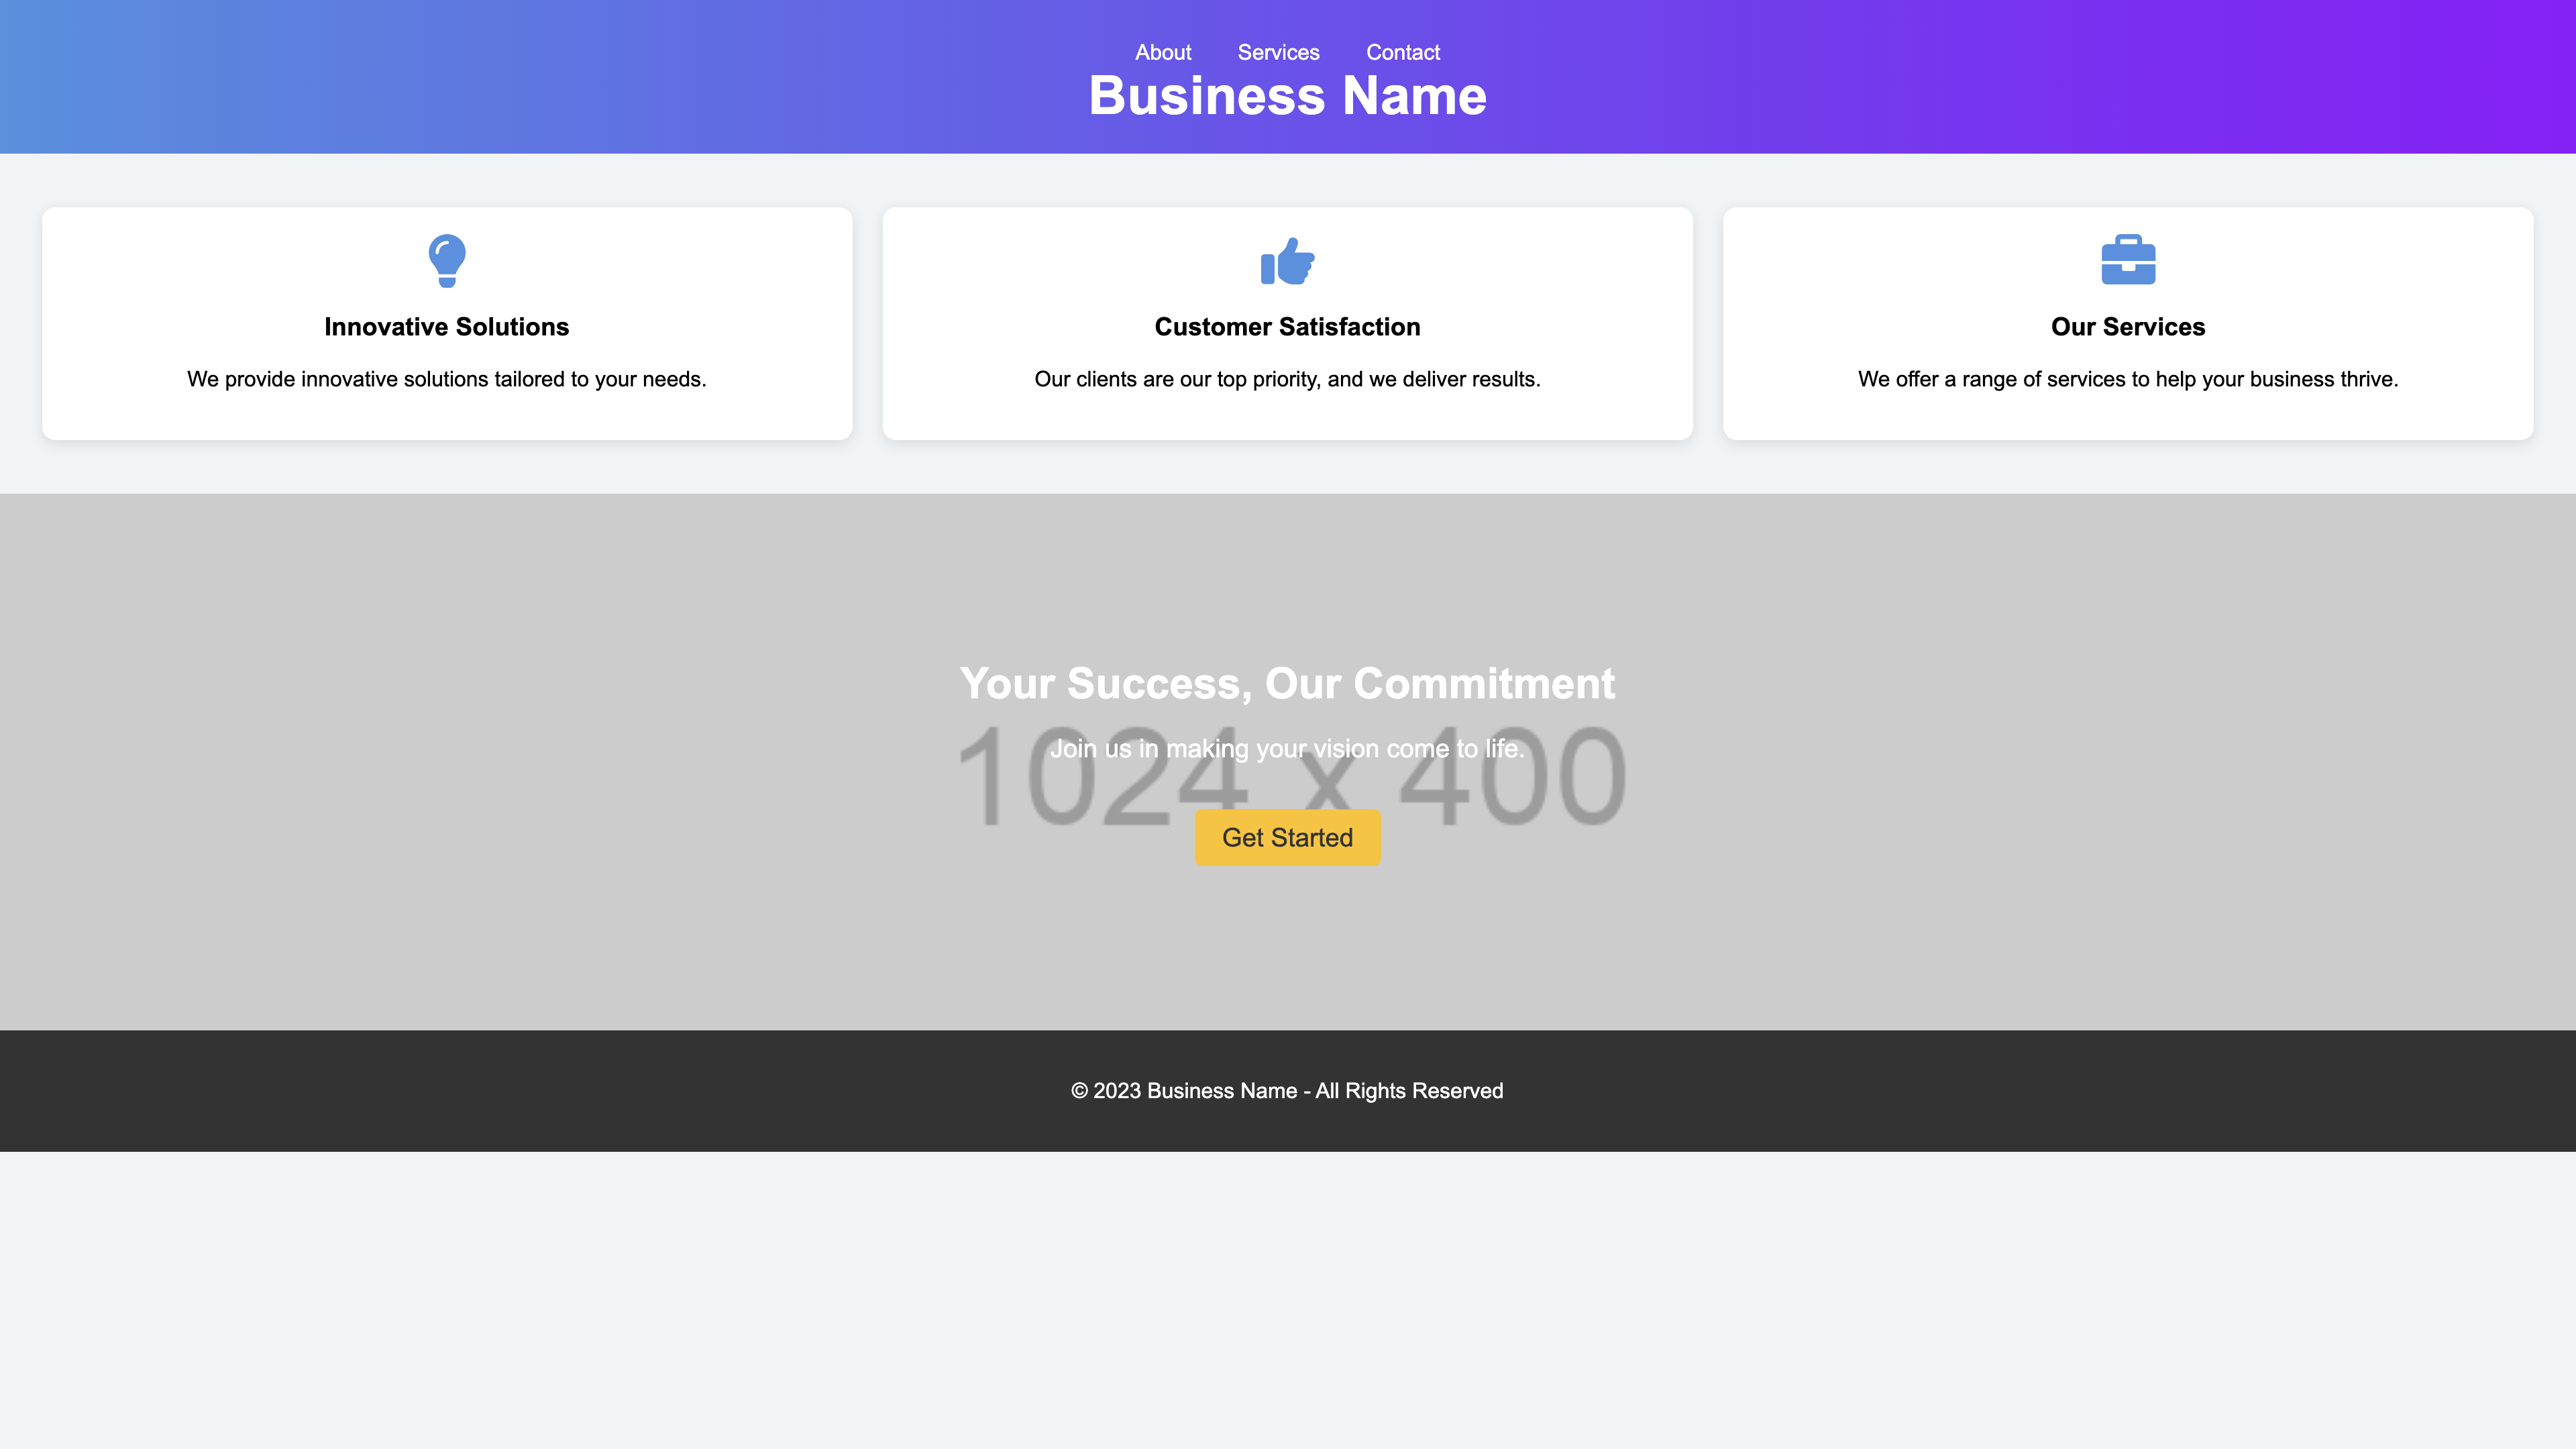 About Services Contact
Business Name
Innovative Solutions
We provide innovative solutions tailored to your needs.
Customer Satisfaction
Our clients are our top priority, and we deliver results.
Our Services
We offer a range of services to help your business thrive.
Your Success, Our Commitment
Join us in making your vision come to life.
1024 x 400
Get Started
© 2023 Business Name - All Rights Reserved